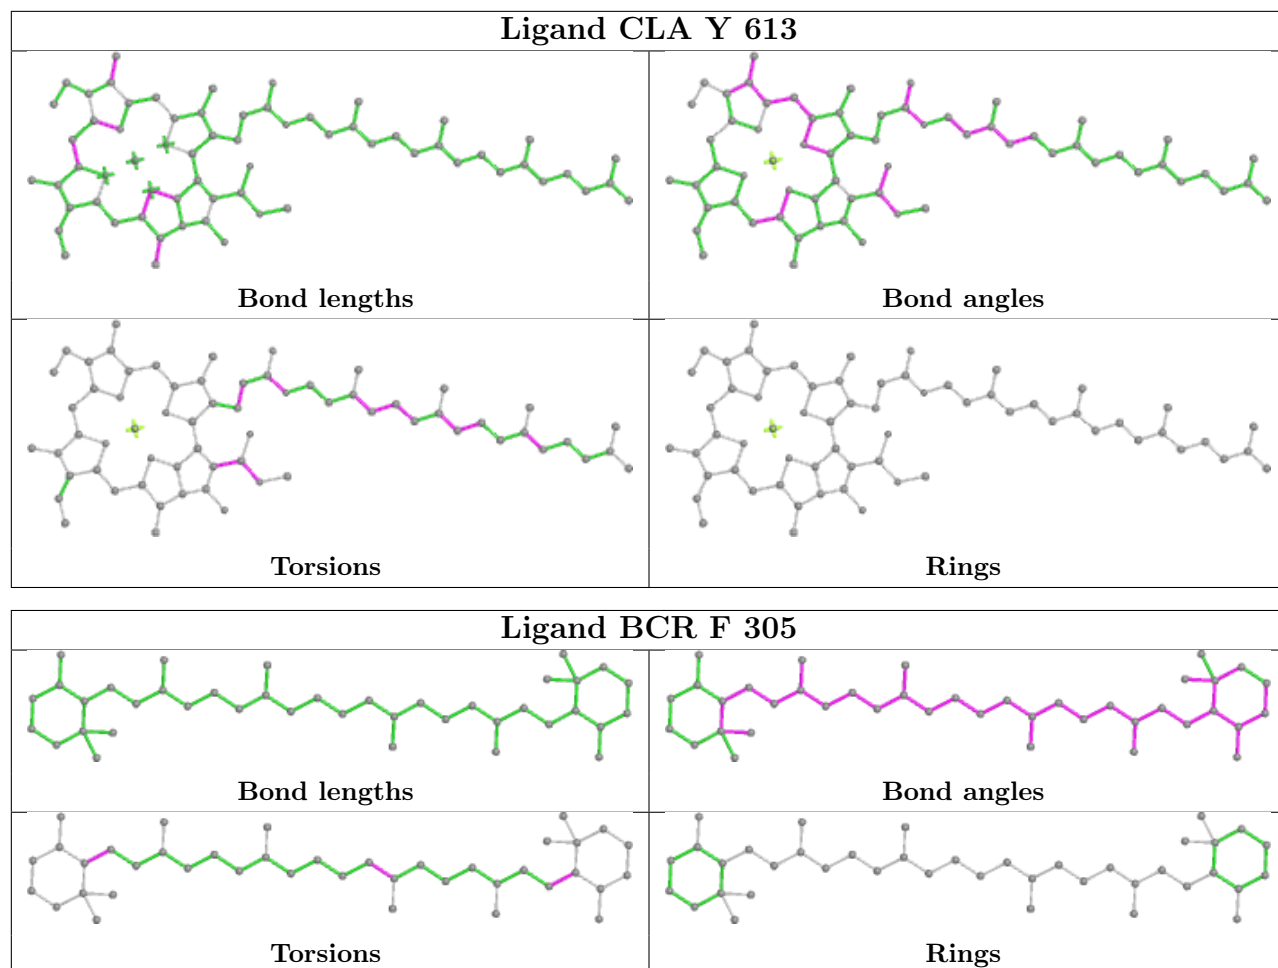 Ligand CLA Y 613
Bond lengths
Bond angles
Torsions
Rings
Ligand BCR F 305
Bond lengths
Bond angles
Torsions
Rings